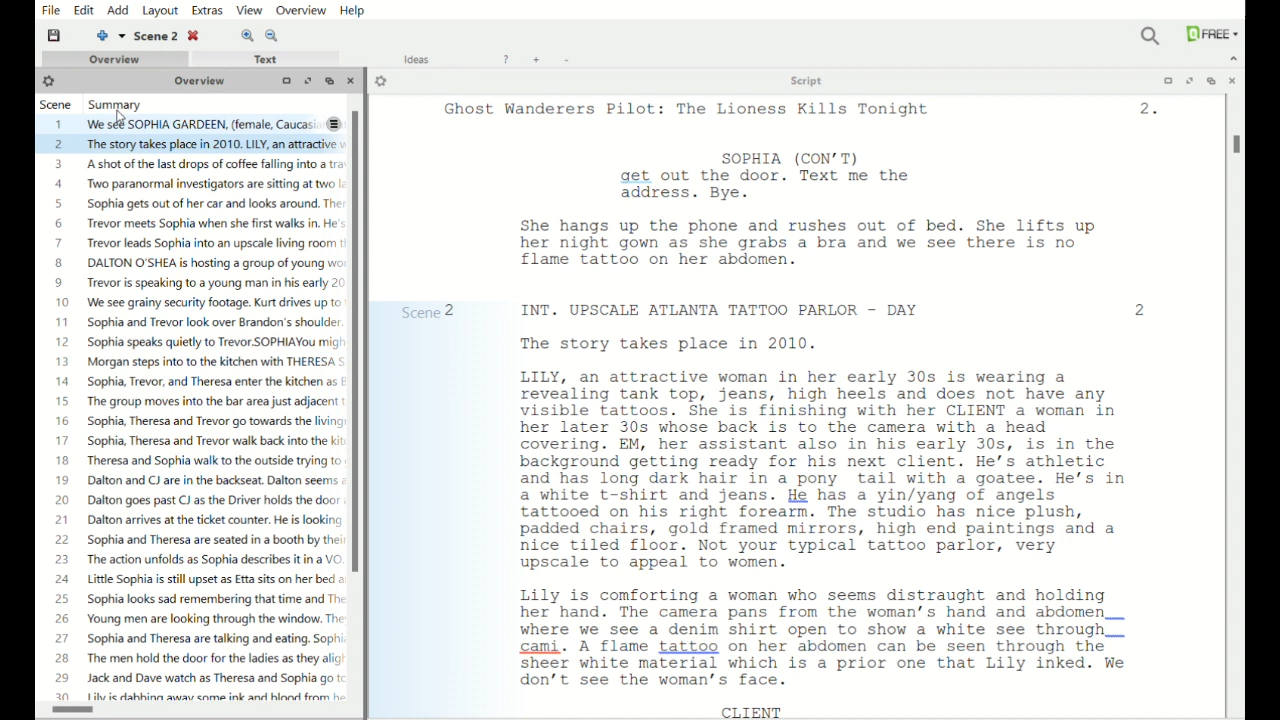 File Edit Add Layout Extras View Overview Help
Scene 2
FREE
Overview Text Ideas ? + -
Overview
Script
Scene Summary
1 We see SOPHIA GARDEEN, (female, Caucasi
2 The story takes place in 2010. LILY, an attractive
3 A shot of the last drops of coffee falling into a
4 Two paranormal investigators are sitting at two
5 Sophia gets out of her car and looks around.
6 Trevor meets Sophia when she first walks in. He's
7 Trevor leads Sophia into an upscale living room
8 DALTON O'SHEA is hosting a group of young
9 Trevor is speaking to a young man in his early 20
10 We see grainy security footage. Kurt drives up to
11 Sophia and Trevor look over Brandon's shoulder.
12 Sophia speaks quietly to Trevor.SOPHIAYou migh
13 Morgan steps into to the kitchen with THERESA S
14 Sophia, Trevor, and Theresa enter the kitchen as
15 The group moves into the bar area just adjacent
16 Sophia, Theresa and Trevor go towards the living
17 Sophia, Theresa and Trevor walk back into the
18 Theresa and Sophia walk to the outside trying to
19 Dalton and CJ are in the backseat. Dalton seems
20 Dalton goes past CJ as the Driver holds the door
21 Dalton arrives at the ticket counter. He is looking
22 Sophia and Theresa are seated in a booth by thei
23 The action unfolds as Sophia describes it in a VO.
24 Little Sophia is still upset as Etta sits on her bed
25 Sophia looks sad remembering that time and The
26 Young men are looking through the window. The
27 Sophia and Theresa are talking and eating. Sophi
28 The men hold the door for the ladies as they aligh
29 Jack and Dave watch as Theresa and Sophia go to
30 Lily is dabbing away some ink and blood from he
Ghost Wanderers Pilot: The Lioness Kills Tonight 2.
SOPHIA (CON'T)
get out the door. Text me the
address. Bye.
She hangs up the phone and rushes out of bed. She lifts up
her night gown as she grabs a bra and we see there is no
flame tattoo on her abdomen.
Scene 2 INT. UPSCALE ATLANTA TATTOO PARLOR - DAY 2
The story takes place in 2010.
LILY, an attractive woman in her early 30s is wearing a
revealing tank top, jeans, high heels and does not have any
visible tattoos. She is finishing with her CLIENT a woman in
her later 30s whose back is to the camera with a head
covering. EM, her assistant also in his early 30s, is in the
background getting ready for his next client. He's athletic
and has long dark hair in a pony tail with a goatee. He's in
a white t-shirt and jeans. He has a yin/yang of angels
tattooed on his right forearm. The studio has nice plush,
padded chairs, gold framed mirrors, high end paintings and a
nice tiled floor. Not your typical tattoo parlor, very
upscale to appeal to women.
Lily is comforting a woman who seems distraught and holding
her hand. The camera pans from the woman's hand and abdomen
where we see a denim shirt open to show a white see through
cami. A flame tattoo on her abdomen can be seen through the
sheer white material which is a prior one that Lily inked. We
don't see the woman's face.
CLIENT